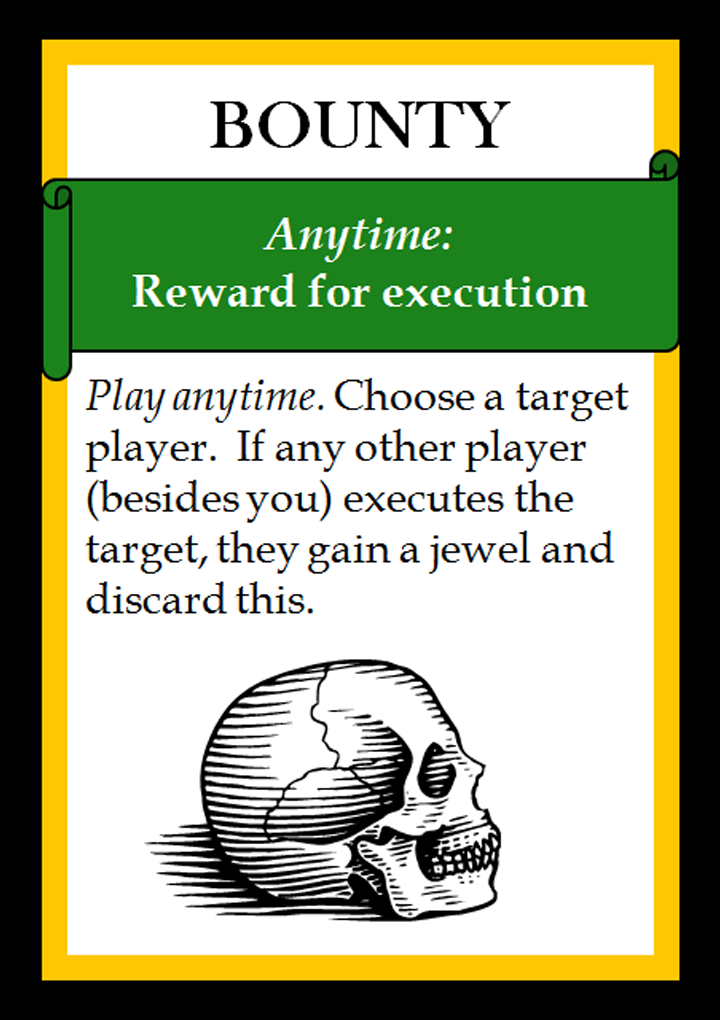 BOUNTY
Anytime:
Reward for execution
Play anytime. Choose a target
player.  If any other player
(besides you) executes the
target, they gain a jewel and
discard this.